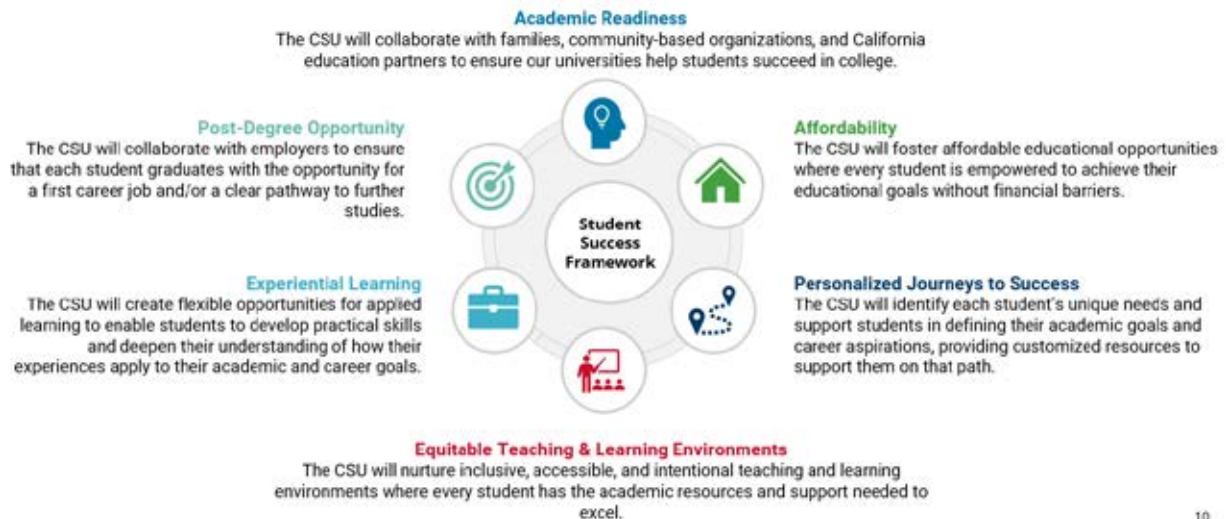 Academic Readiness
The CSU will collaborate with families, community-based organizations, and California
education partners to ensure our universities help students succeed in college.
Post-Degree Opportunity
The CSU will collaborate with employers to ensure
that each student graduates with the opportunity for
a first career job and/or a clear pathway to further
studies.
Affordability
The CSU will foster affordable educational opportunities
where every student is empowered to achieve their
educational goals without financial barriers.
Student
Success
Framework
Experiential Learning
The CSU will create flexible opportunities for applied
learning to enable students to develop practical skills
and deepen their understanding of how their
experiences apply to their academic and career goals.
Personalized Journeys to Success
The CSU will identify each student's unique needs and
support students in defining their academic goals and
career aspirations, providing customized resources to
support them on that path.
Equitable Teaching & Learning Environments
The CSU will nurture inclusive, accessible, and intentional teaching and learning
environments where every student has the academic resources and support needed to
excel.
10